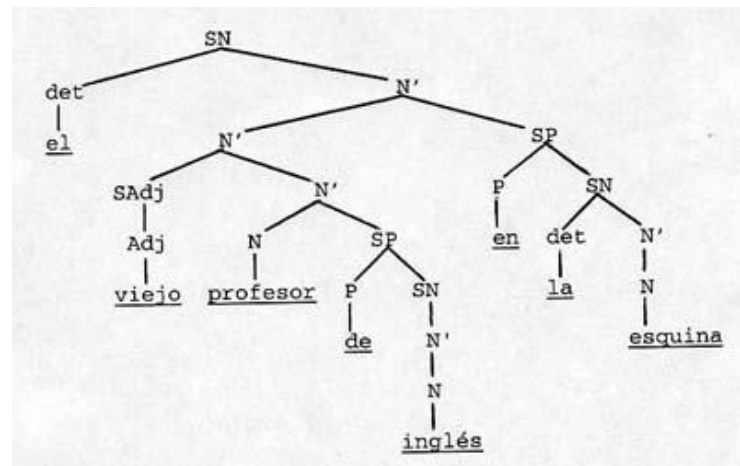 SN
det N'
el N' SP
SAdj N' P SN
Adj N SP en det N'
viejo profesor P SN la N
de N' esquina
N
inglés